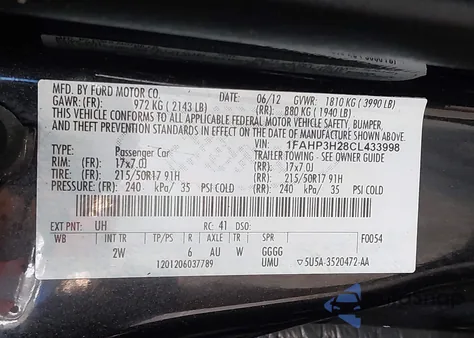 MFD. BY FORD MOTOR CO.
DATE: 06/12 GVWR: 1810 KG ( 3990 LB)
GAWR: (FR) 972 KG ( 2143 LB) (RR) 880 KG ( 1940 LB)
THIS VEHICLE CONFORMS TO ALL APPLICABLE FEDERAL MOTOR VEHICLE SAFETY, BUMPER,
AND THEFT PREVENTION STANDARDS IN EFFECT ON THE DATE OF MANUFACTURE SHOWN ABOVE.
VIN: 1FAHP3H28CL433998
TYPE: Passenger Car TRAILER TOWING - SEE OWNER GUIDE
RIM: (FR) 17x7.0J (RR): 17x7.0J
TIRE: (FR) 215/50R17 91H (RR): 215/50R17 91H
PRESSURE: (FR) 240 kPa/ 35 PSI COLD (RR): 240 kPa/ 35 PSI COLD
EXT PNT: UH RC: 41 DSO: F0054
WB INT TR TP/PS R AXLE TR SPR
2W 6 AU W GGGG
1201206037789 UMU ▽5U5A-3520472-AA